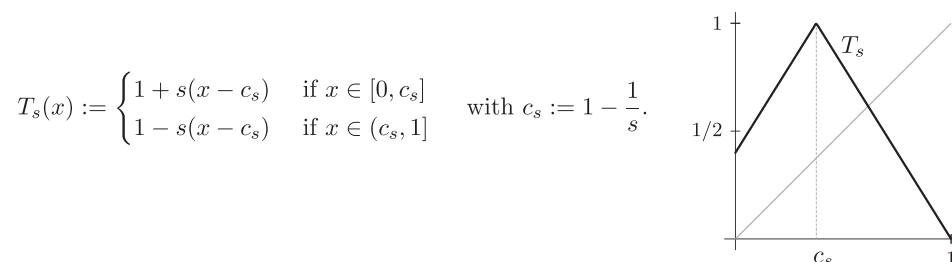 T_s(x) := { 1 + s(x − c_s) if x ∈ [0, c_s]
1 − s(x − c_s) if x ∈ (c_s, 1]
with c_s := 1 − 1/s.
1
T_s
1/2
c_s
1